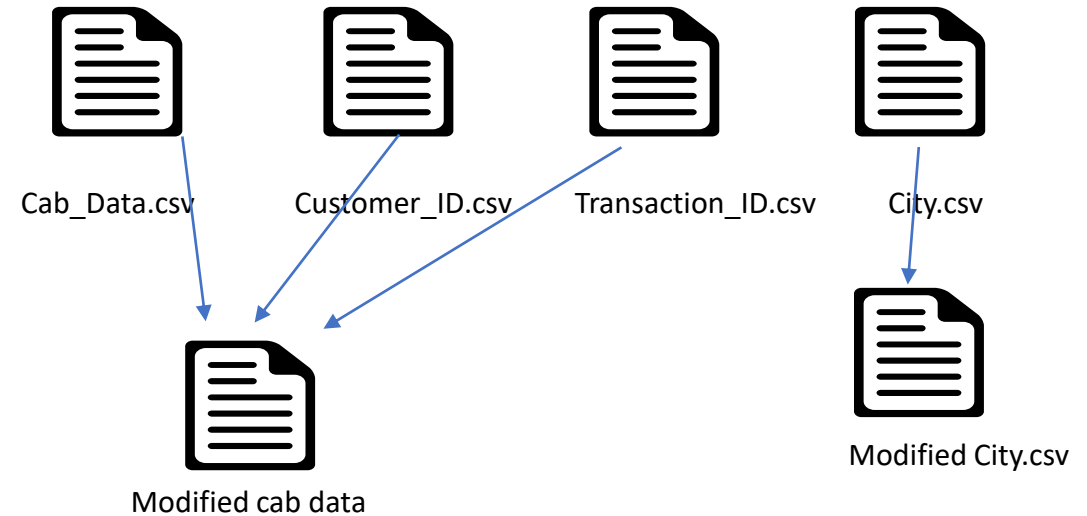 Cab_Data.csv
Customer_ID.csv
Transaction_ID.csv
City.csv
Modified City.csv
Modified cab data